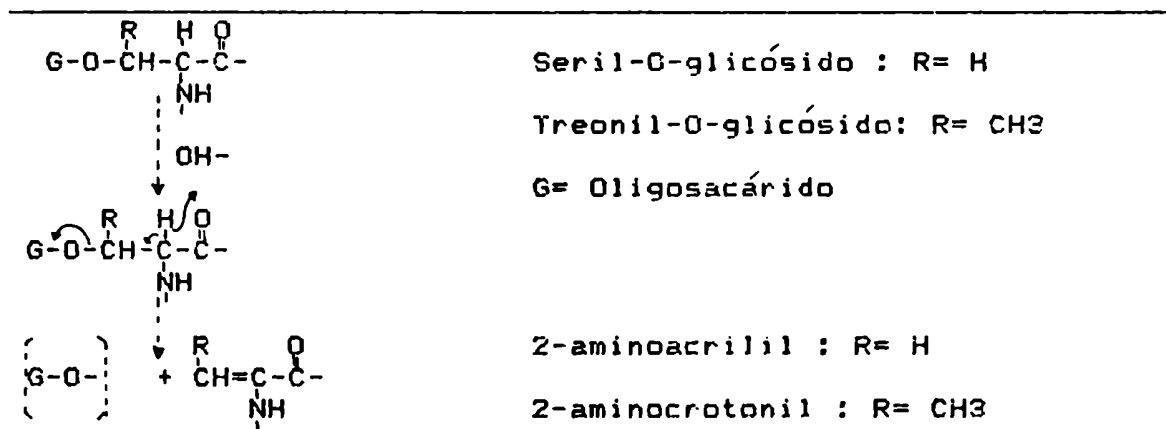 R H O
G-O-CH-C-C-
NH
Seril-O-glicósido : R= H
Treonil-O-glicósido: R= CH3
OH-
G= Oligosacárido
R H O
G-O-CH-C-C-
NH
R O
G-O- + CH=C-C-
NH
2-aminoacrilil : R= H
2-aminocrotonil : R= CH3